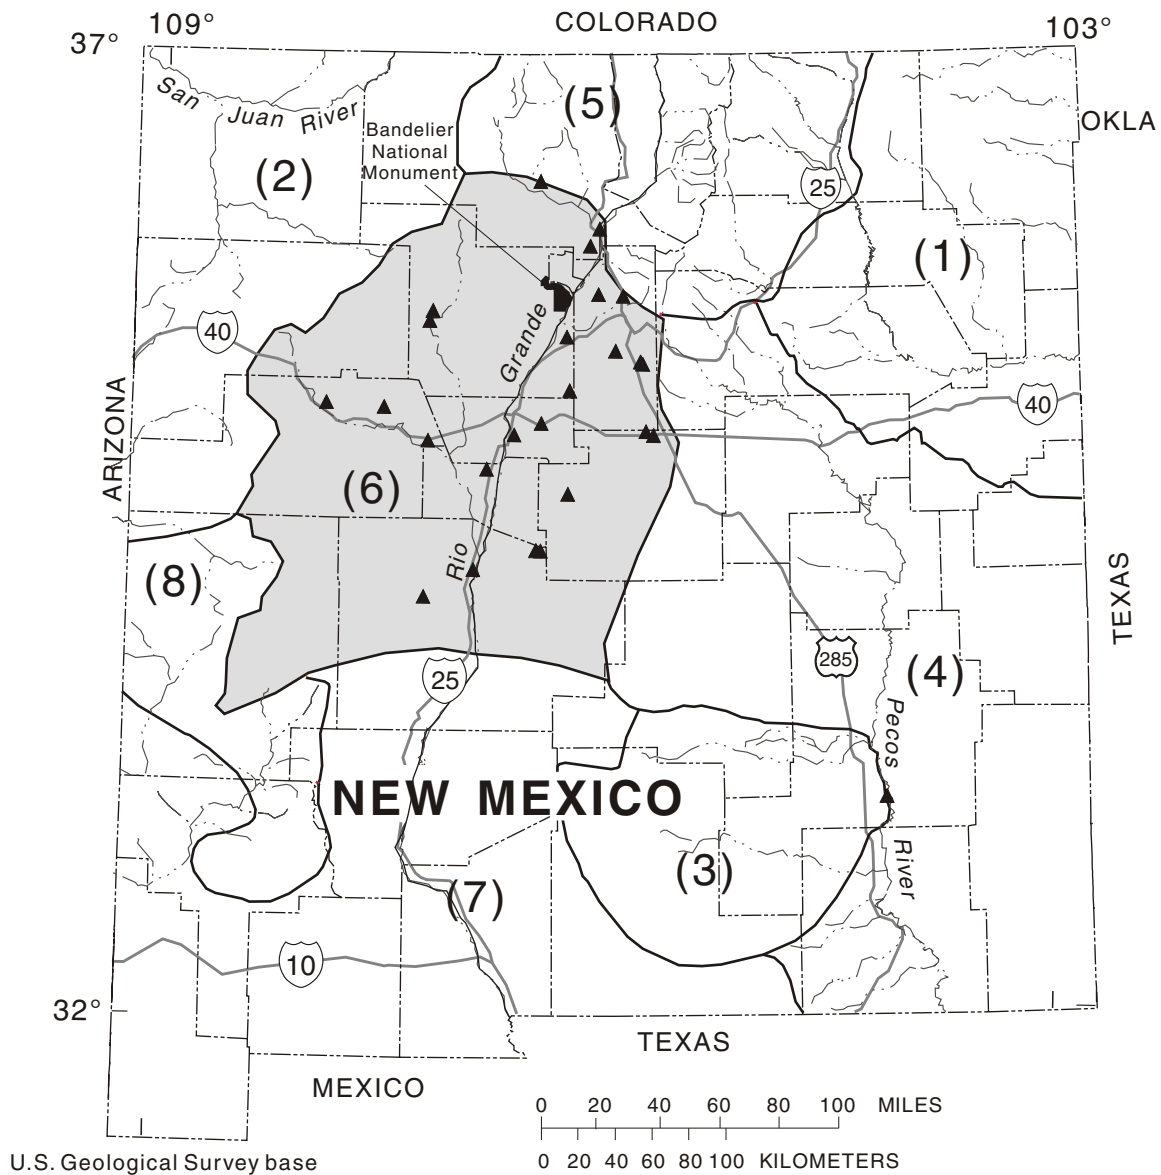 109°
COLORADO
103°
37°
San Juan River
(5)
OKLA
Bandelier
National
Monument
(2)
25
(1)
40
Grande
40
ARIZONA
(6)
Rio
(8)
TEXAS
285
(4)
25
Pecos
NEW MEXICO
(3)
River
(7)
10
32°
TEXAS
MEXICO
0 20 40 60 80 100 MILES
0 20 40 60 80 100 KILOMETERS
U.S. Geological Survey base